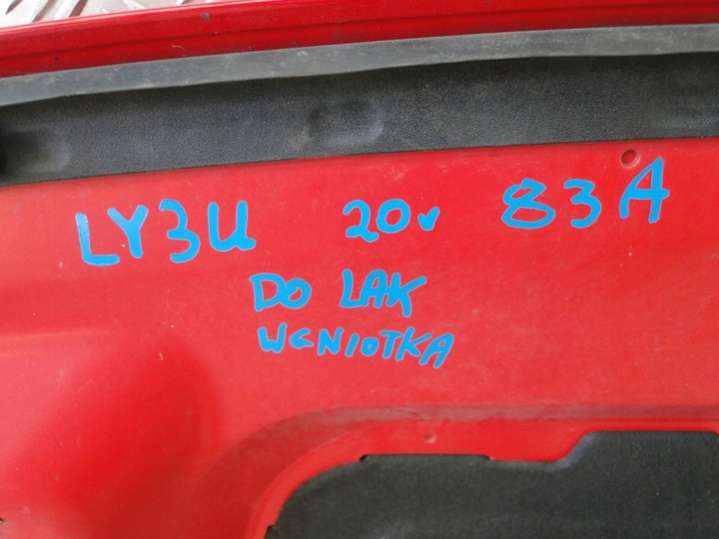 LY3U 20v 83A
DO LAK
WGNIOTKA